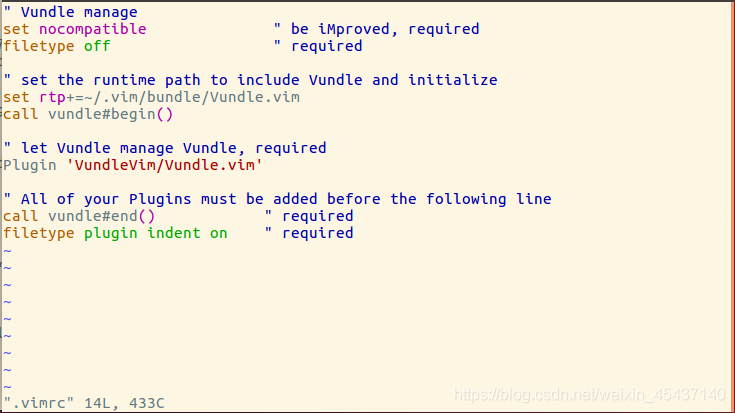 " Vundle manage
set nocompatible              " be iMproved, required
filetype off                  " required

" set the runtime path to include Vundle and initialize
set rtp+=~/.vim/bundle/Vundle.vim
call vundle#begin()

" let Vundle manage Vundle, required
Plugin 'VundleVim/Vundle.vim'

" All of your Plugins must be added before the following line
call vundle#end()            " required
filetype plugin indent on    " required
~
~
~
~
~
~
~
~
~
".vimrc" 14L, 433C
https://blog.csdn.net/weixin_45437140